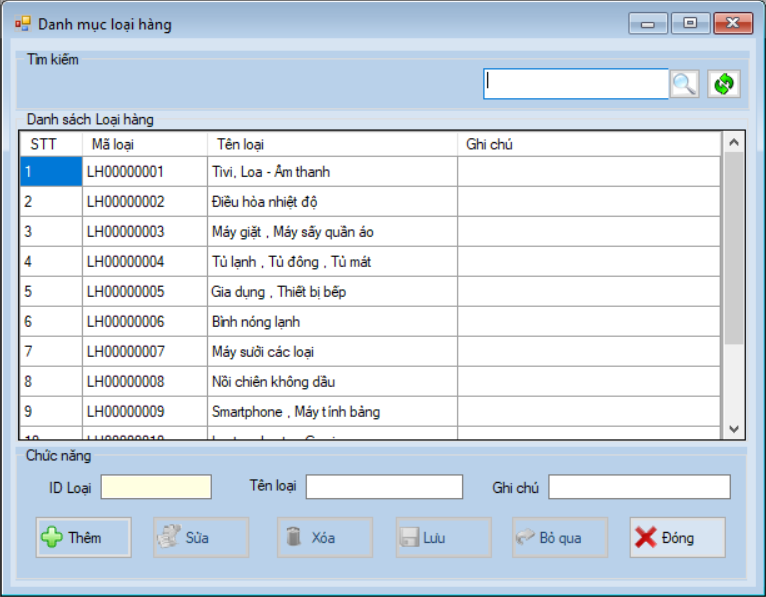 Danh mục loại hàng
Tìm kiếm
Danh sách Loại hàng
STT Mã loại Tên loại Ghi chú
1 LH00000001 Tivi, Loa - Âm thanh
2 LH00000002 Điều hòa nhiệt độ
3 LH00000003 Máy giặt , Máy sấy quần áo
4 LH00000004 Tủ lạnh , Tủ đông , Tủ mát
5 LH00000005 Gia dụng , Thiết bị bếp
6 LH00000006 Bình nóng lạnh
7 LH00000007 Máy sưởi các loại
8 LH00000008 Nồi chiên không dầu
9 LH00000009 Smartphone , Máy tính bảng
Chức năng
ID Loại Tên loại Ghi chú
Thêm Sửa Xóa Lưu Bỏ qua Đóng